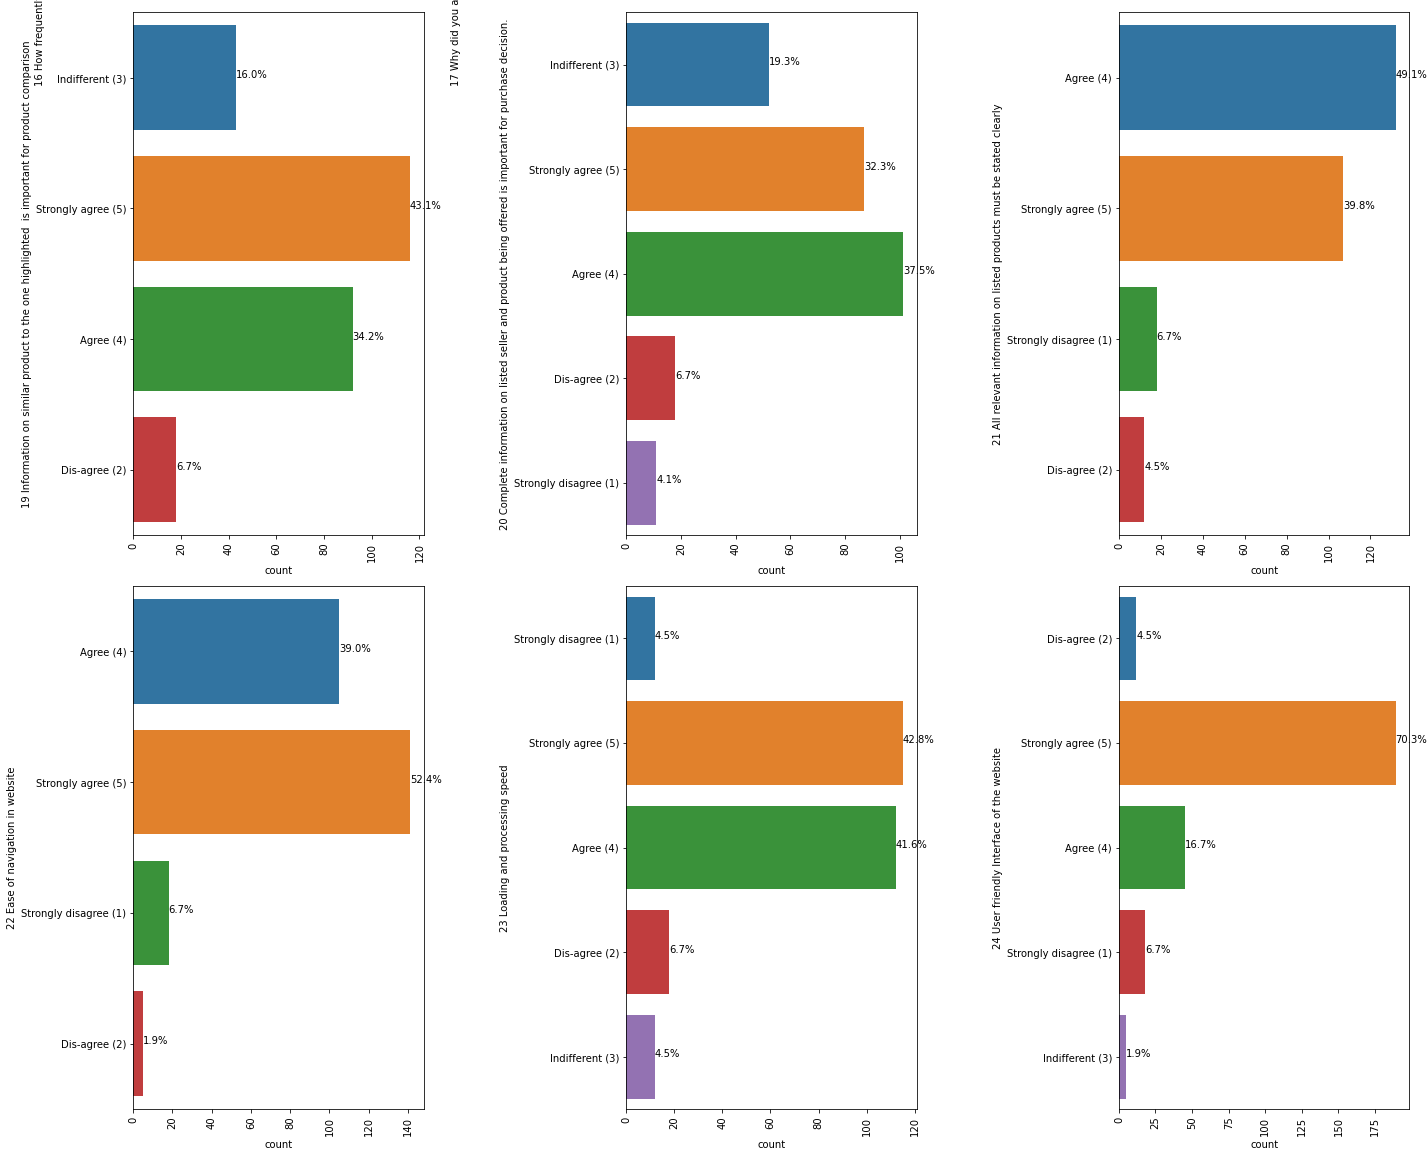 16 How frequently
17 Why did you a
19 Information on similar product to the one highlighted  is important for product comparison
Indifferent (3)
16.0%
Strongly agree (5)
43.1%
Agree (4)
34.2%
Dis-agree (2)
6.7%
0 20 40 60 80 100 120
count
20 Complete information on listed seller and product being offered is important for purchase decision.
Indifferent (3)
19.3%
Strongly agree (5)
32.3%
Agree (4)
37.5%
Dis-agree (2)
6.7%
Strongly disagree (1)
4.1%
0 20 40 60 80 100
count
21 All relevant information on listed products must be stated clearly
Agree (4)
49.1%
Strongly agree (5)
39.8%
Strongly disagree (1)
6.7%
Dis-agree (2)
4.5%
0 20 40 60 80 100 120
count
22 Ease of navigation in website
Agree (4)
39.0%
Strongly agree (5)
52.4%
Strongly disagree (1)
6.7%
Dis-agree (2)
1.9%
0 20 40 60 80 100 120 140
count
23 Loading and processing speed
Strongly disagree (1)
4.5%
Strongly agree (5)
42.8%
Agree (4)
41.6%
Dis-agree (2)
6.7%
Indifferent (3)
4.5%
0 20 40 60 80 100 120
count
24 User friendly Interface of the website
Dis-agree (2)
4.5%
Strongly agree (5)
70.3%
Agree (4)
16.7%
Strongly disagree (1)
6.7%
Indifferent (3)
1.9%
0 25 50 75 100 125 150 175
count